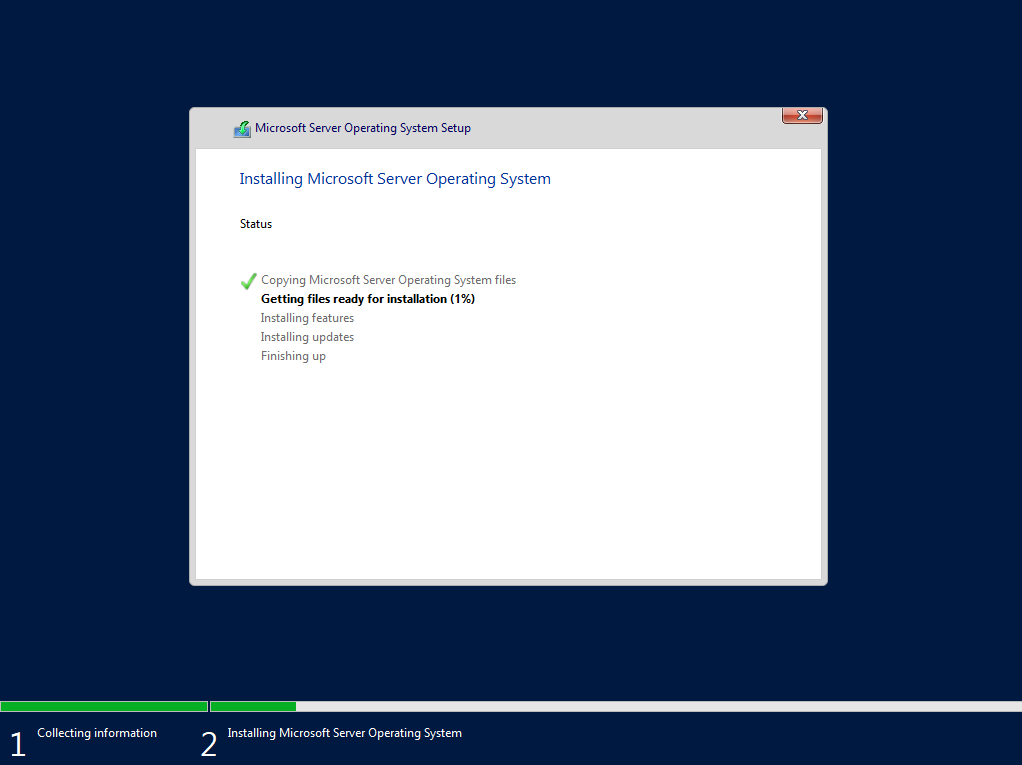 Microsoft Server Operating System Setup
Installing Microsoft Server Operating System
Status
Copying Microsoft Server Operating System files
Getting files ready for installation (1%)
Installing features
Installing updates
Finishing up
1 Collecting information
2 Installing Microsoft Server Operating System